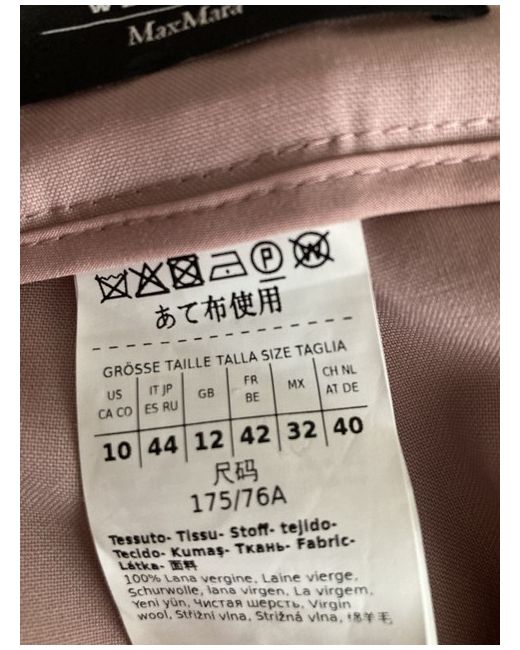 MaxMara
あて布使用
GRÖSSE TAILLE TALLA SIZE TAGLIA
US CA CO IT JP ES RU GB FR BE MX CH NL AT DE
10 44 12 42 32 40
尺码
175/76A
Tessuto- Tissu- Stoff- tejido-
Tecido- Kumaş- Ткань- Fabric-
Látka- 面料
100% Lana vergine, Laine vierge,
Schurwolle, lana virgen, La virgem,
Yeni yün, Чистая шерсть, Virgin
wool, Střižní vlna, Strižná vlna, 绵羊毛